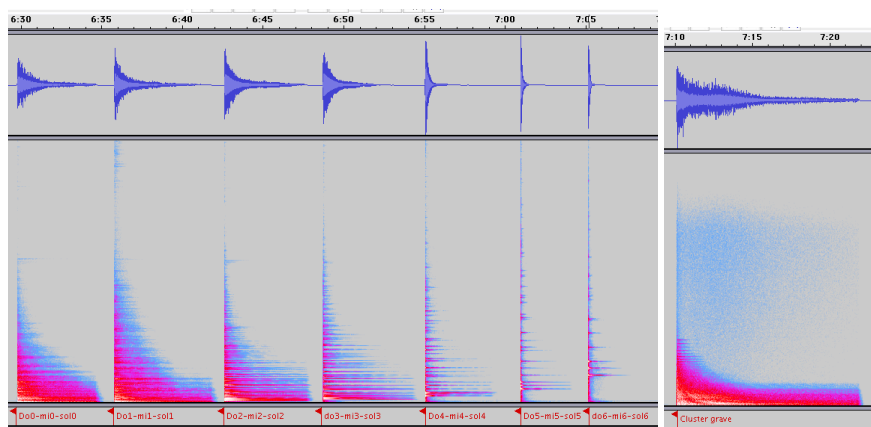 6:30 6:35 6:40 6:45 6:50 6:55 7:00 7:05
7:10 7:15 7:20
Do0-mi0-sol0 Do1-mi1-sol1 Do2-mi2-sol2 do3-mi3-sol3 Do4-mi4-sol4 Do5-mi5-sol5 do6-mi6-sol6
Cluster grave